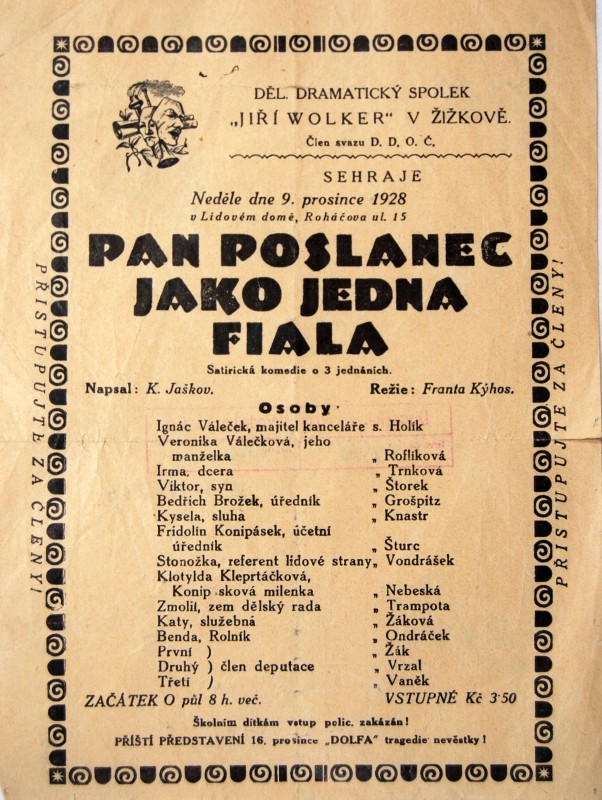 DĚL. DRAMATICKÝ SPOLEK
„JIŘÍ WOLKER" V ŽIŽKOVĚ.
Člen svazu D. D. O. Č.
SEHRAJE
Neděle dne 9. prosince 1928
v Lidovém domě, Roháčova ul. 15
PAN POSLANEC
JAKO JEDNA
FIALA
Satirická komedie o 3 jednáních.
Napsal: K. Jaškov. Režie: Franta Kýhos.
Osoby
Ignác Váleček, majitel kanceláře s. Holík
Veronika Válečková, jeho
manželka „ Roflíková
Irma, dcera „ Trnková
Viktor, syn „ Štorek
Bedřich Brožek, úředník „ Grošpitz
Kysela, sluha „ Knastr
Fridolin Konipásek, účetní
úředník „ Šturc
Stonožka, referent lidové strany „ Vondrášek
Klotylda Kleprtáčková,
Konip sková milenka „ Nebeská
Zmolil, zem dělský rada „ Trampota
Katy, služebná „ Žáková
Benda, Rolník „ Ondráček
První ) „ Žák
Druhý ) člen deputace „ Vrzal
Třetí ) „ Vaněk
ZAČÁTEK O půl 8 h. več. VSTUPNÉ Kč 3·50
Školním dítkám vstup polic. zakázán!
PŘÍŠTÍ PŘEDSTAVENÍ 16. prosince „DOLFA" tragedie nevěstky!
PŘISTUPUJTE ZA ČLENY!
PŘISTUPUJTE ZA ČLENY!